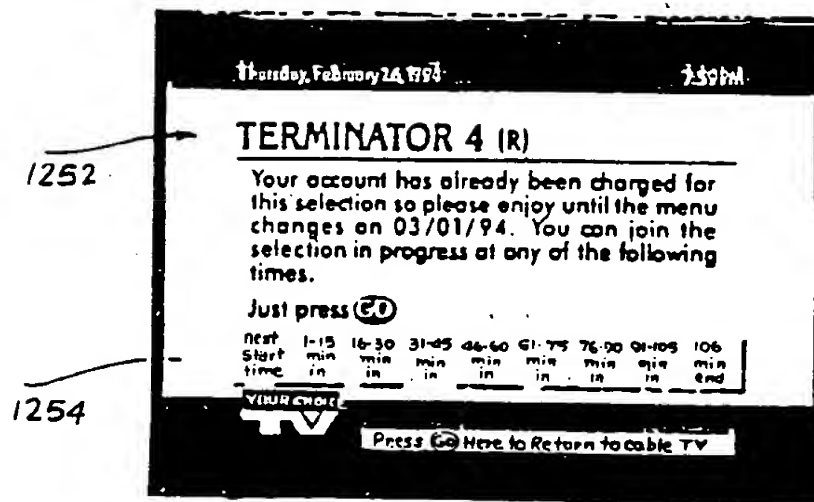 Thursday, February 24, 1994 7:59PM
TERMINATOR 4 (R)
1252
Your account has already been charged for
this selection so please enjoy until the menu
changes on 03/01/94. You can join the
selection in progress at any of the following
times.
Just press GO
next 1-15 16-30 31-45 46-60 61-75 76-90 91-105 106
start min min min min min min min min
time in in in in in in in end
1254
YOUR CHOICE
TV
Press GO Here to Return to cable TV